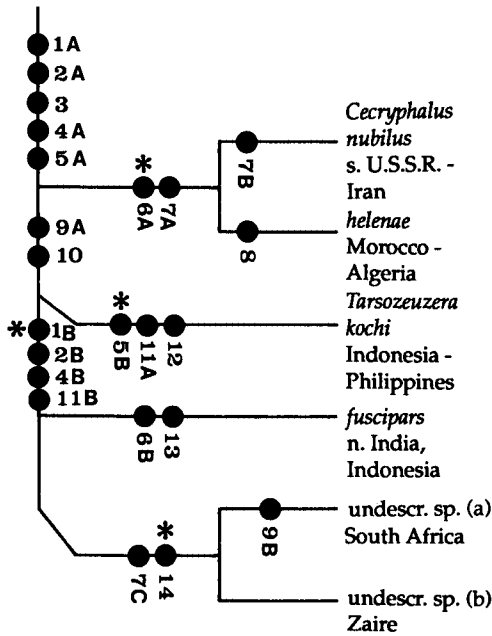 1A
2A
3
4A
5A
*
6A
7A
7B
8
Cecryphalus
nubilus
s. U.S.S.R. -
Iran
helenae
Morocco -
Algeria
9A
10
*
5B
11A
12
Tarsozeuzera
kochi
Indonesia -
Philippines
*
1B
2B
4B
11B
6B
13
fuscipars
n. India,
Indonesia
*
7C
14
9B
undescr. sp. (a)
South Africa
undescr. sp. (b)
Zaire